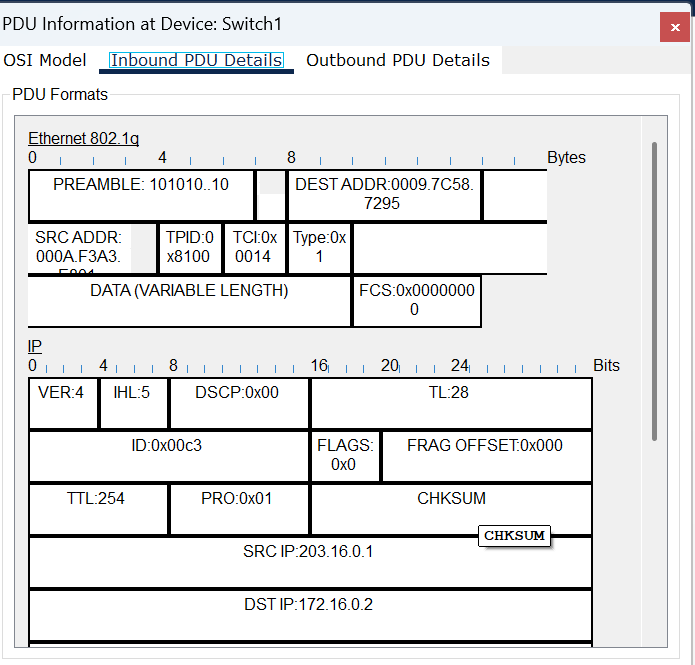 PDU Information at Device: Switch1
x
OSI Model Inbound PDU Details Outbound PDU Details
PDU Formats
Ethernet 802.1q
0 4 8 Bytes
PREAMBLE: 101010..10
DEST ADDR:0009.7C58.
7295
SRC ADDR:
000A.F3A3.
TPID:0
x8100
TCI:0x
0014
Type:0x
1
DATA (VARIABLE LENGTH)
FCS:0x0000000
0
IP
0 4 8 16 20 24 Bits
VER:4 IHL:5 DSCP:0x00 TL:28
ID:0x00c3
FLAGS:
0x0
FRAG OFFSET:0x000
TTL:254 PRO:0x01 CHKSUM
CHKSUM
SRC IP:203.16.0.1
DST IP:172.16.0.2